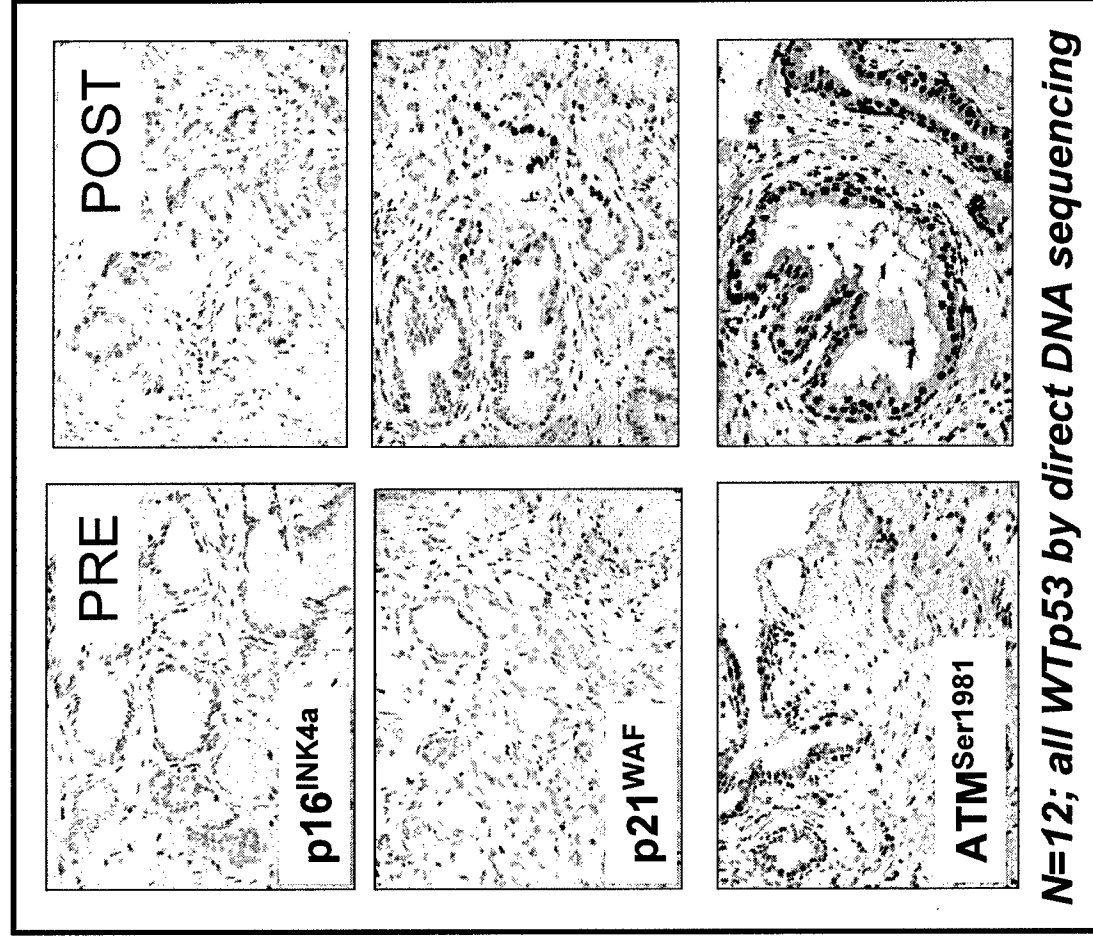 PRE
POST
p16INK4a
p21WAF
ATMSer1981
N=12; all WTp53 by direct DNA sequencing